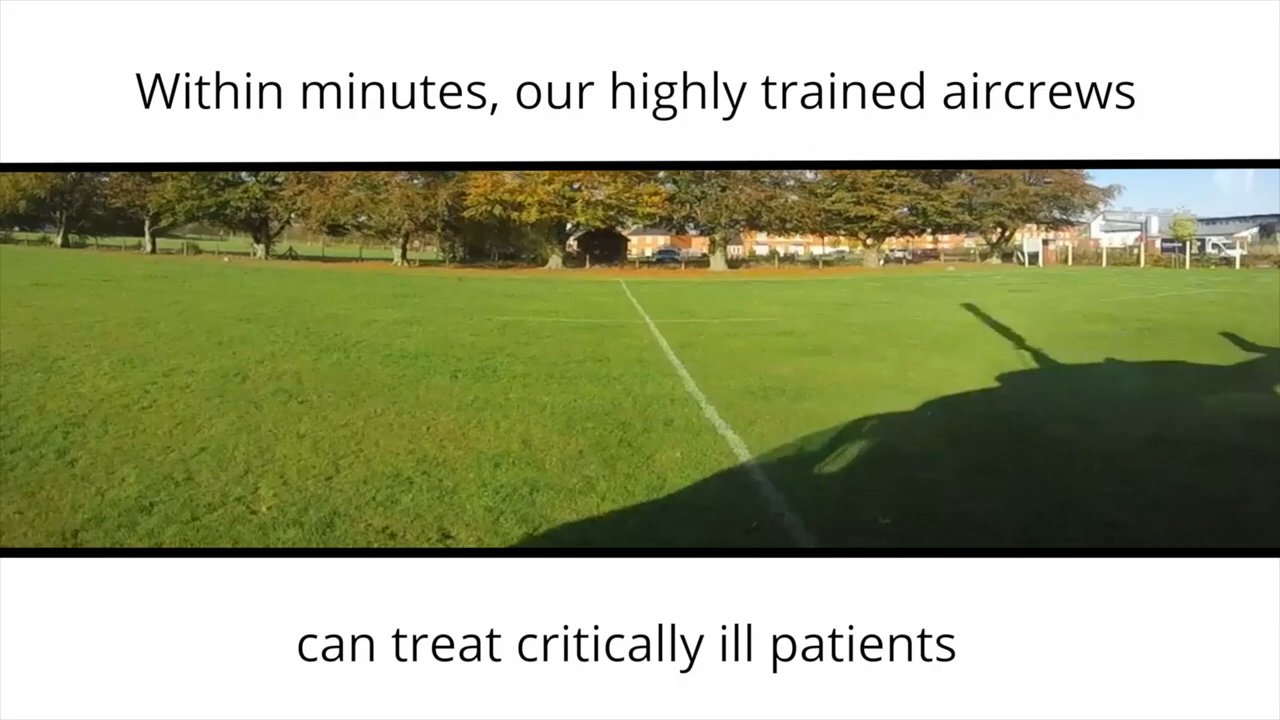 Within minutes, our highly trained aircrews
can treat critically ill patients